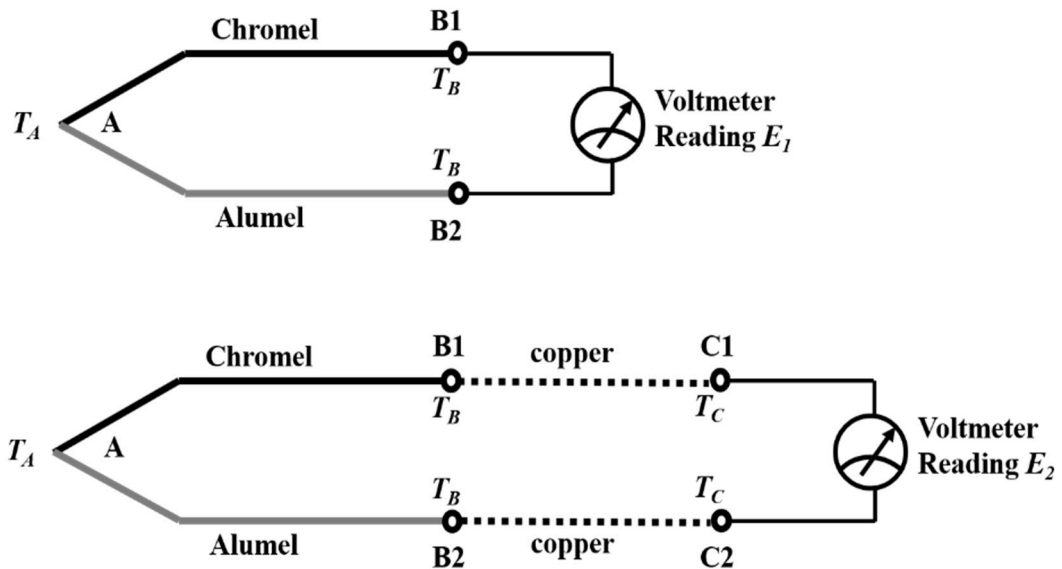 Chromel
B1
T_B
T_A
A
Voltmeter
Reading E_1
T_B
Alumel
B2
Chromel
B1
copper
C1
T_B
T_C
T_A
A
Voltmeter
Reading E_2
T_B
T_C
Alumel
B2
copper
C2